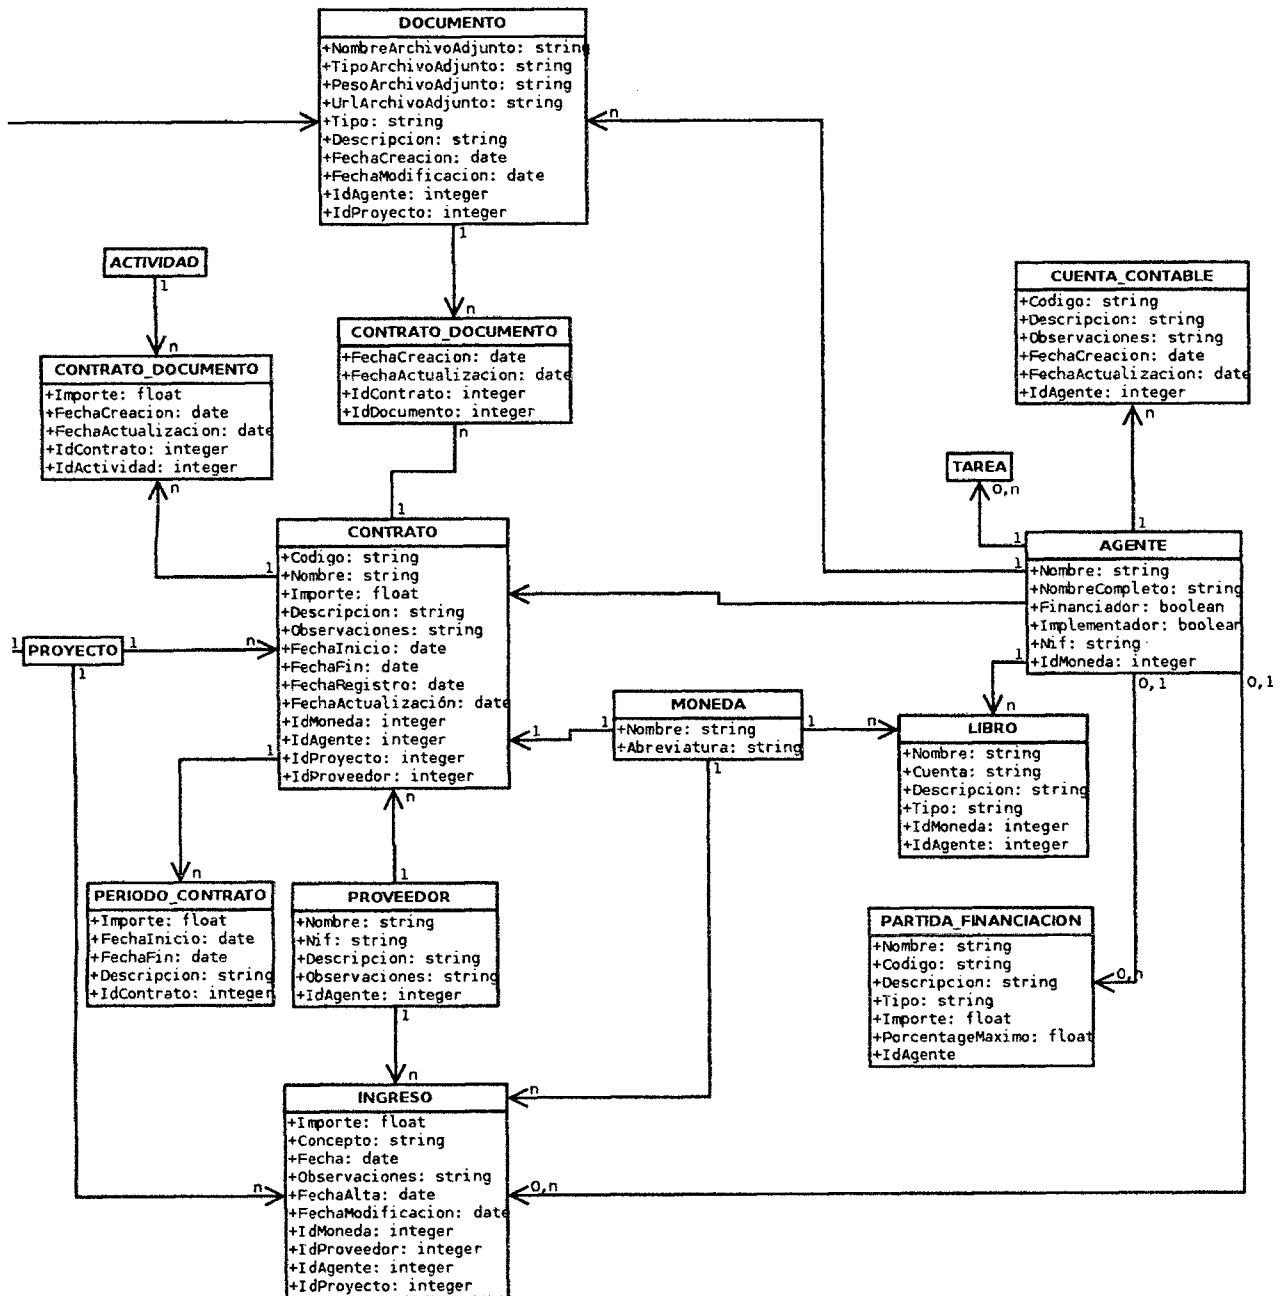 DOCUMENTO
+NombreArchivoAdjunto: string
+TipoArchivoAdjunto: string
+PesoArchivoAdjunto: string
+UrlArchivoAdjunto: string
+Tipo: string
+Descripcion: string
+FechaCreacion: date
+FechaModificacion: date
+IdAgente: integer
+IdProyecto: integer
n
1
n
ACTIVIDAD
1
n
CONTRATO_DOCUMENTO
+Importe: float
+FechaCreacion: date
+FechaActualizacion: date
+IdContrato: integer
+IdActividad: integer
n
CONTRATO_DOCUMENTO
+FechaCreacion: date
+FechaActualizacion: date
+IdContrato: integer
+IdDocumento: integer
n
1
CUENTA_CONTABLE
+Codigo: string
+Descripcion: string
+Observaciones: string
+FechaCreacion: date
+FechaActualizacion: date
+IdAgente: integer
n
TAREA
0,n
1
1
1
AGENTE
+Nombre: string
+NombreCompleto: string
+Financiador: boolean
+Implementador: boolean
+Nif: string
+IdMoneda: integer
1
0,1
0,1
CONTRATO
+Codigo: string
+Nombre: string
+Importe: float
+Descripcion: string
+Observaciones: string
+FechaInicio: date
+FechaFin: date
+FechaRegistro: date
+FechaActualización: date
+IdMoneda: integer
+IdAgente: integer
+IdProyecto: integer
+IdProveedor: integer
1
n
1
1
n
1
PROYECTO
1
1
MONEDA
+Nombre: string
+Abreviatura: string
1
1
1
n
n
LIBRO
+Nombre: string
+Cuenta: string
+Descripcion: string
+Tipo: string
+IdMoneda: integer
+IdAgente: integer
n
PERIODO_CONTRATO
+Importe: float
+FechaInicio: date
+FechaFin: date
+Descripcion: string
+IdContrato: integer
1
PROVEEDOR
+Nombre: string
+Nif: string
+Descripcion: string
+Observaciones: string
+IdAgente: integer
1
n
PARTIDA_FINANCIACION
+Nombre: string
+Codigo: string
+Descripcion: string
+Tipo: string
+Importe: float
+PorcentageMaximo: float
+IdAgente
0,n
INGRESO
+Importe: float
+Concepto: string
+Fecha: date
+Observaciones: string
+FechaAlta: date
+FechaModificacion: date
+IdMoneda: integer
+IdProveedor: integer
+IdAgente: integer
+IdProyecto: integer
n
n
0,n